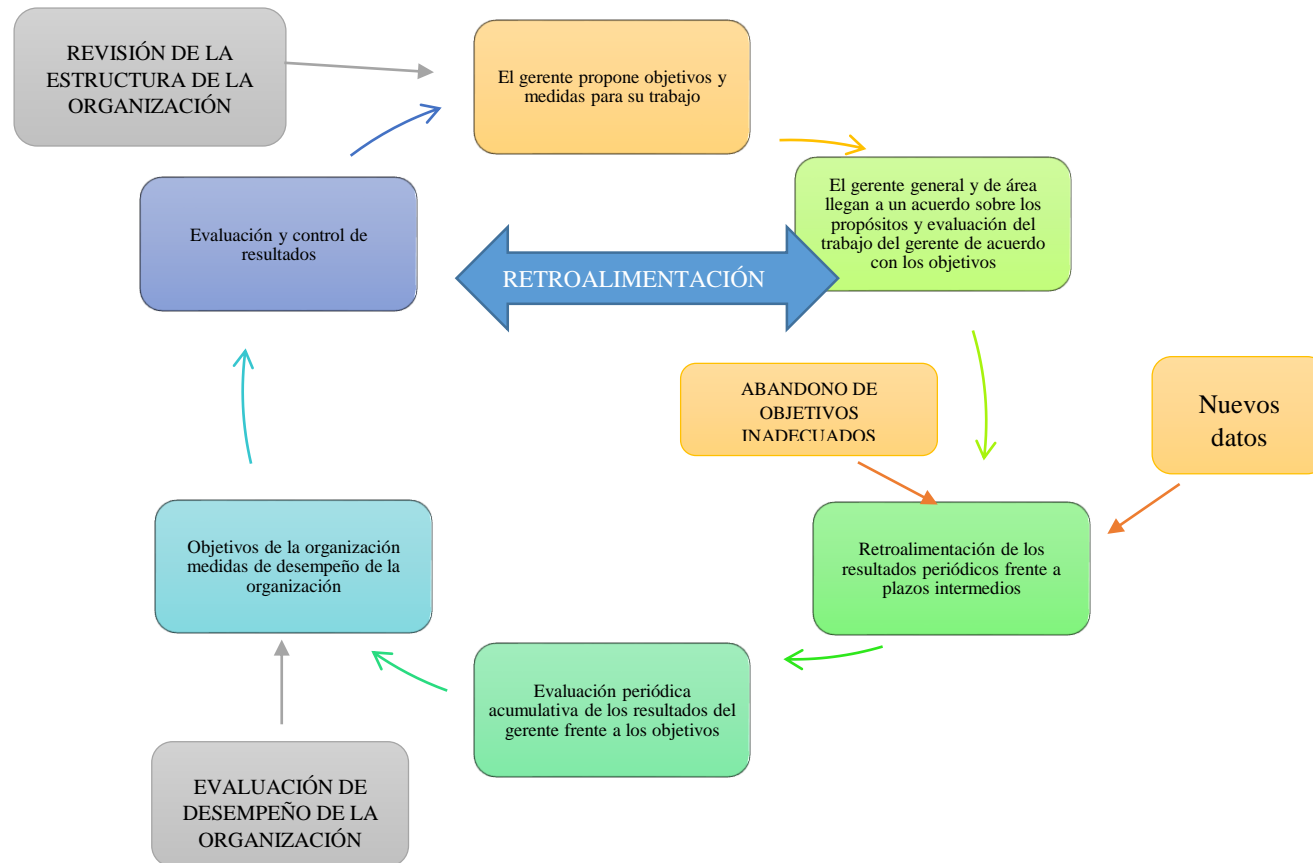 REVISIÓN DE LA
ESTRUCTURA DE LA
ORGANIZACIÓN
El gerente propone objetivos y
medidas para su trabajo
El gerente general y de área
llegan a un acuerdo sobre los
propósitos y evaluación del
trabajo del gerente de acuerdo
con los objetivos
Evaluación y control de
resultados
RETROALIMENTACIÓN
ABANDONO DE
OBJETIVOS
INADECUADOS
Nuevos
datos
Objetivos de la organización
medidas de desempeño de la
organización
Retroalimentación de los
resultados periódicos frente a
plazos intermedios
Evaluación periódica
acumulativa de los resultados del
gerente frente a los objetivos
EVALUACIÓN DE
DESEMPEÑO DE LA
ORGANIZACIÓN